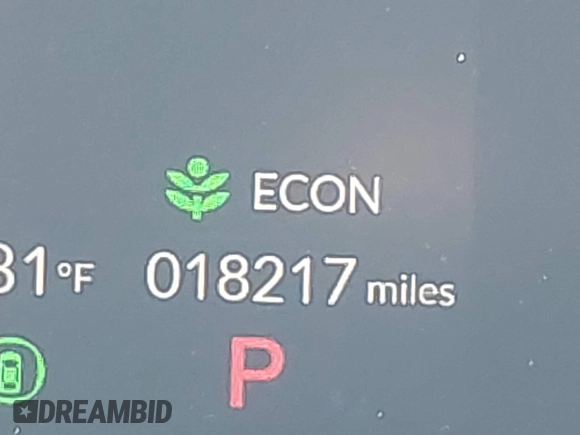 ECON
31°F 018217 miles
P
DREAMBID